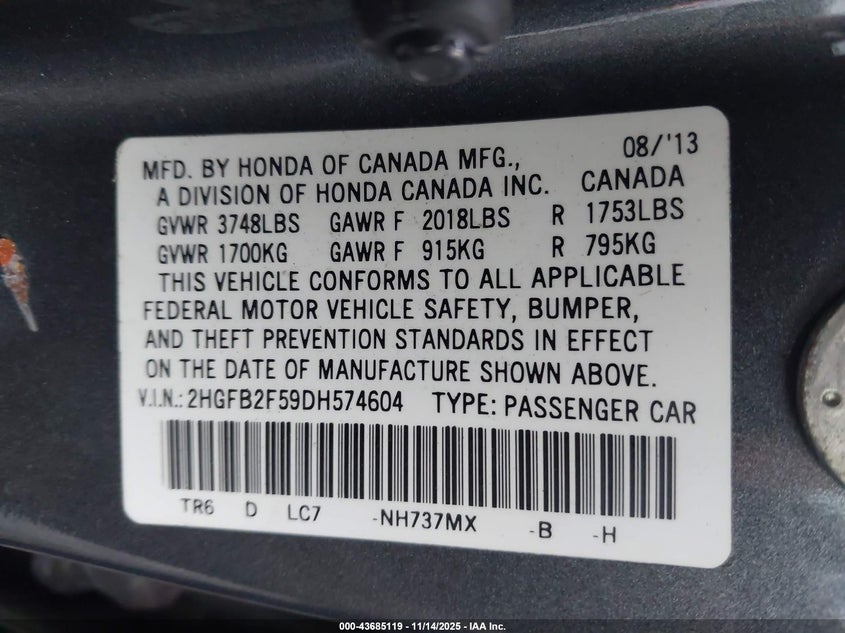 08/'13
MFD. BY HONDA OF CANADA MFG.,
A DIVISION OF HONDA CANADA INC. CANADA
GVWR 3748LBS GAWR F 2018LBS R 1753LBS
GVWR 1700KG GAWR F 915KG R 795KG
THIS VEHICLE CONFORMS TO ALL APPLICABLE
FEDERAL MOTOR VEHICLE SAFETY, BUMPER,
AND THEFT PREVENTION STANDARDS IN EFFECT
ON THE DATE OF MANUFACTURE SHOWN ABOVE.
V.I.N.: 2HGFB2F59DH574604 TYPE: PASSENGER CAR
TR6 D LC7 -NH737MX -B -H
000-43685119 - 11/14/2025 - IAA Inc.